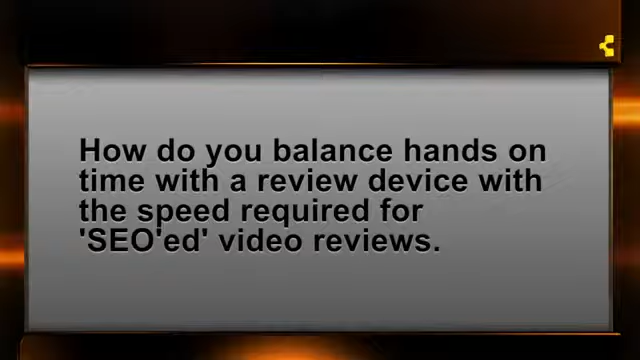 How do you balance hands on
time with a review device with
the speed required for
'SEO'ed' video reviews.